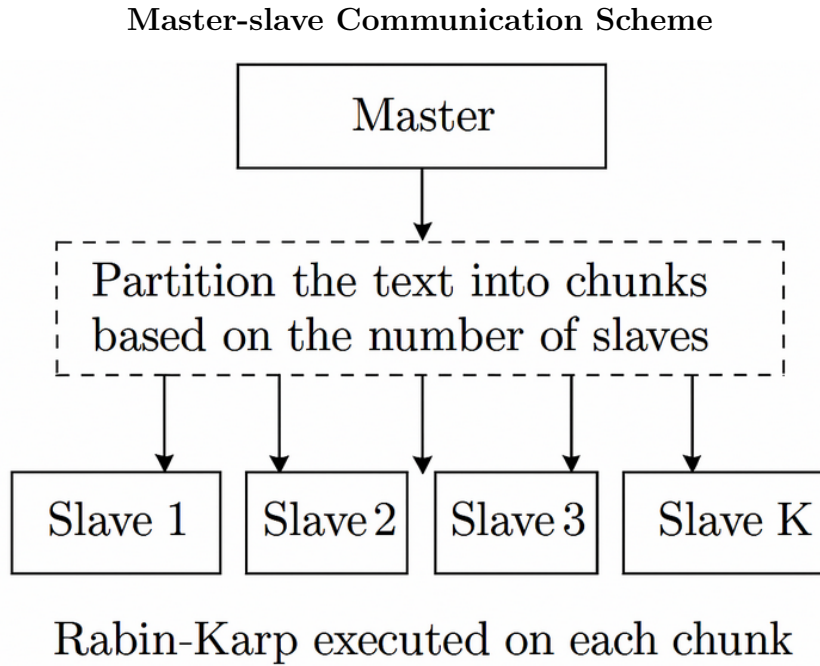 Master-slave Communication Scheme
Master
Partition the text into chunks
based on the number of slaves
Slave 1
Slave 2
Slave 3
Slave K
Rabin-Karp executed on each chunk